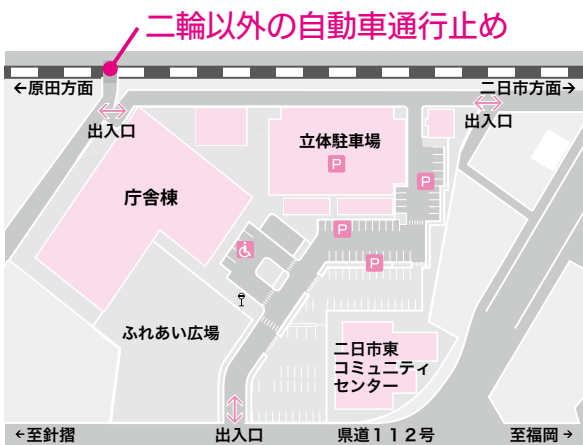 二輪以外の自動車通行止め
←原田方面
二日市方面→
出入口
出入口
立体駐車場
P
P
庁舎棟
P
P
ふれあい広場
二日市東
コミュニティ
センター
←至針摺
出入口
県道112号
至福岡→